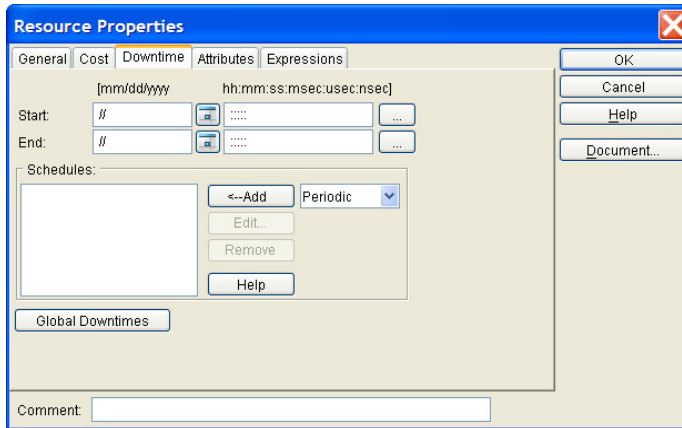 Resource Properties
General Cost Downtime Attributes Expressions
OK
Cancel
Help
Document...
[mm/dd/yyyy hh:mm:ss:msec:usec:nsec]
Start: // ::::: ...
End: // ::::: ...
Schedules:
<--Add Periodic
Edit...
Remove
Help
Global Downtimes
Comment: